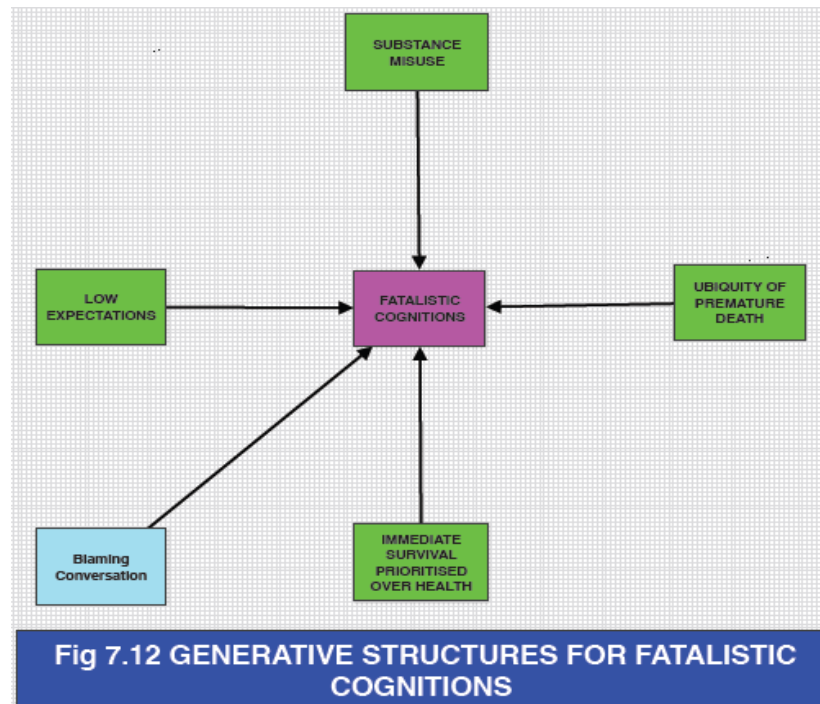 SUBSTANCE
MISUSE
LOW
EXPECTATIONS
FATALISTIC
COGNITIONS
UBIQUITY OF
PREMATURE
DEATH
Blaming
Conversation
IMMEDIATE
SURVIVAL
PRIORITISED
OVER HEALTH
Fig 7.12 GENERATIVE STRUCTURES FOR FATALISTIC
COGNITIONS